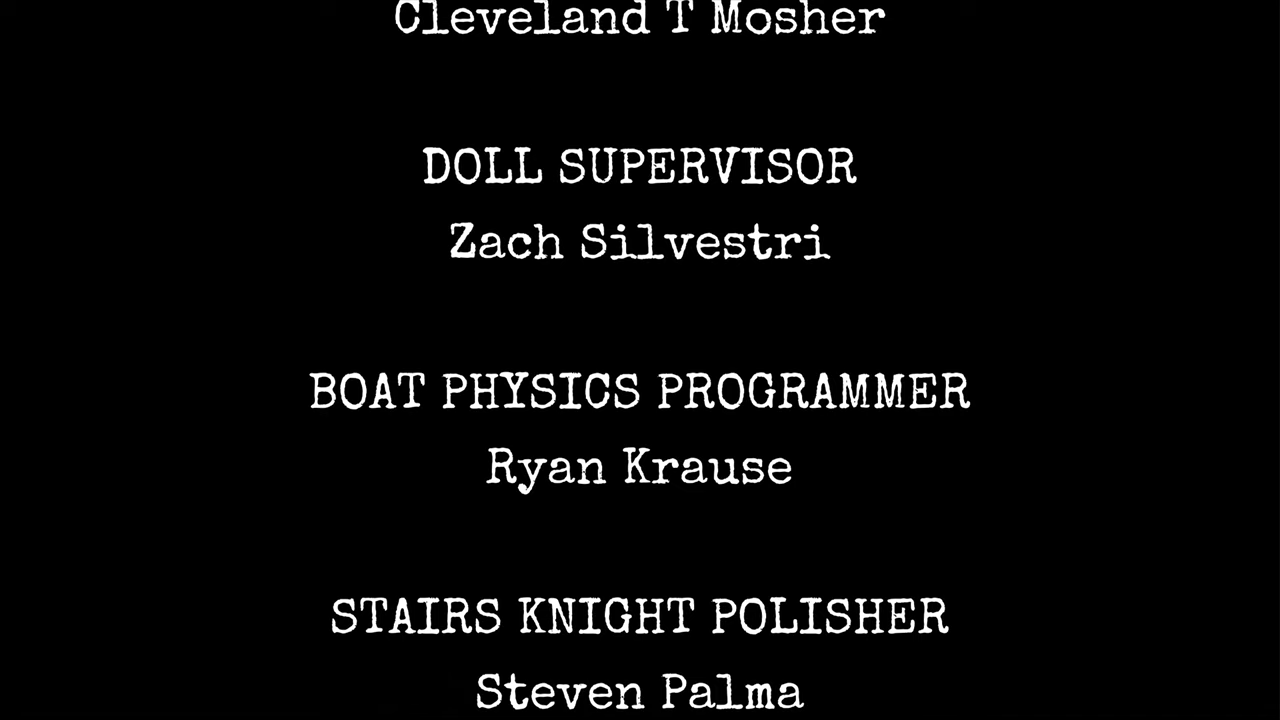 Cleveland T Mosher
DOLL SUPERVISOR
Zach Silvestri
BOAT PHYSICS PROGRAMMER
Ryan Krause
STAIRS KNIGHT POLISHER
Steven Palma